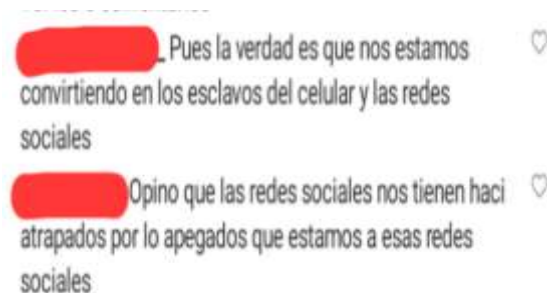 Pues la verdad es que nos estamos
convirtiendo en los esclavos del celular y las redes
sociales
Opino que las redes sociales nos tienen haci
atrapados por lo apegados que estamos a esas redes
sociales